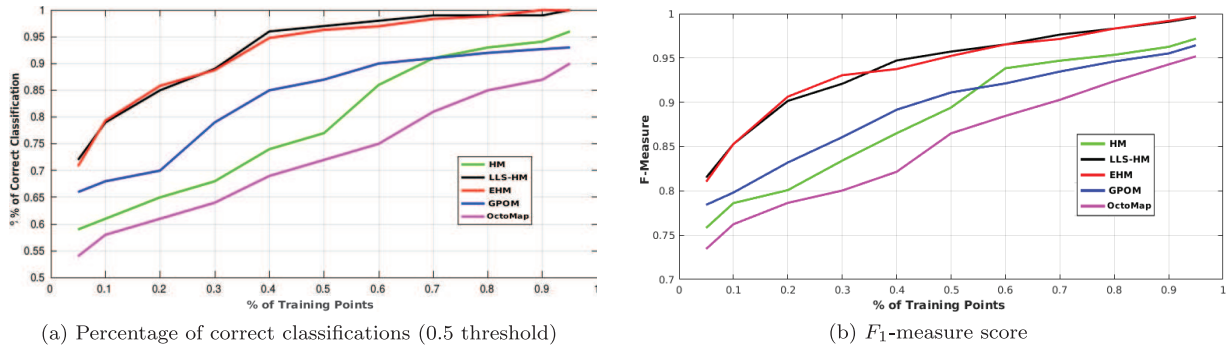 1
0.95
0.9
0.85
0.8
0.75
0.7
0.65
0.6
0.55
0.5
% of Correct Classification
HM
LLS-HM
EHM
GPOM
OctoMap
0 0.1 0.2 0.3 0.4 0.5 0.6 0.7 0.8 0.9 1
% of Training Points
(a) Percentage of correct classifications (0.5 threshold)
1
0.95
0.9
0.85
0.8
0.75
0.7
F-Measure
HM
LLS-HM
EHM
GPOM
OctoMap
0 0.1 0.2 0.3 0.4 0.5 0.6 0.7 0.8 0.9 1
% of Training Points
(b) F₁-measure score